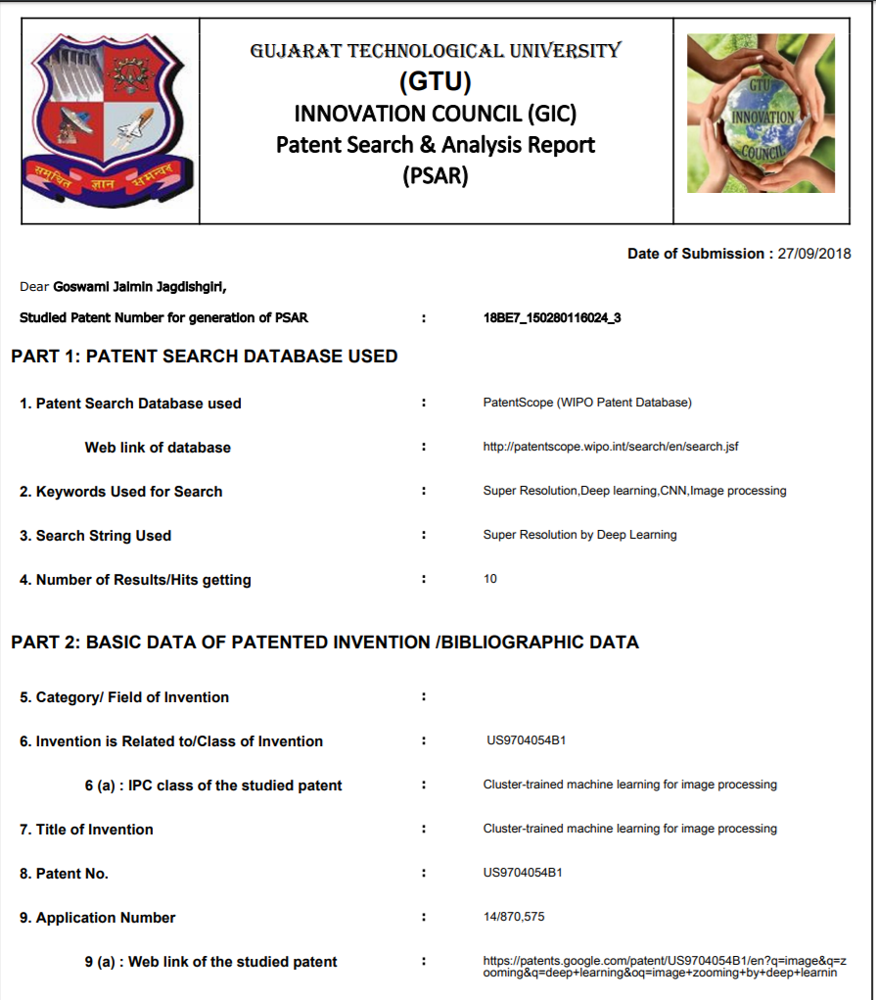 GUJARAT TECHNOLOGICAL UNIVERSITY
(GTU)
INNOVATION COUNCIL (GIC)
Patent Search & Analysis Report
(PSAR)
समुचित ज्ञान समन्वय
GTU
INNOVATION
COUNCIL
Date of Submission : 27/09/2018
Dear Goswami Jaimin Jagdishgiri,
Studied Patent Number for generation of PSAR : 18BE7_150280116024_3
PART 1: PATENT SEARCH DATABASE USED
1. Patent Search Database used : PatentScope (WIPO Patent Database)
Web link of database : http://patentscope.wipo.int/search/en/search.jsf
2. Keywords Used for Search : Super Resolution,Deep learning,CNN,Image processing
3. Search String Used : Super Resolution by Deep Learning
4. Number of Results/Hits getting : 10
PART 2: BASIC DATA OF PATENTED INVENTION /BIBLIOGRAPHIC DATA
5. Category/ Field of Invention :
6. Invention is Related to/Class of Invention : US9704054B1
6 (a) : IPC class of the studied patent : Cluster-trained machine learning for image processing
7. Title of Invention : Cluster-trained machine learning for image processing
8. Patent No. : US9704054B1
9. Application Number : 14/870,575
9 (a) : Web link of the studied patent : https://patents.google.com/patent/US9704054B1/en?q=image&q=z
ooming&q=deep+learning&oq=image+zooming+by+deep+learnin